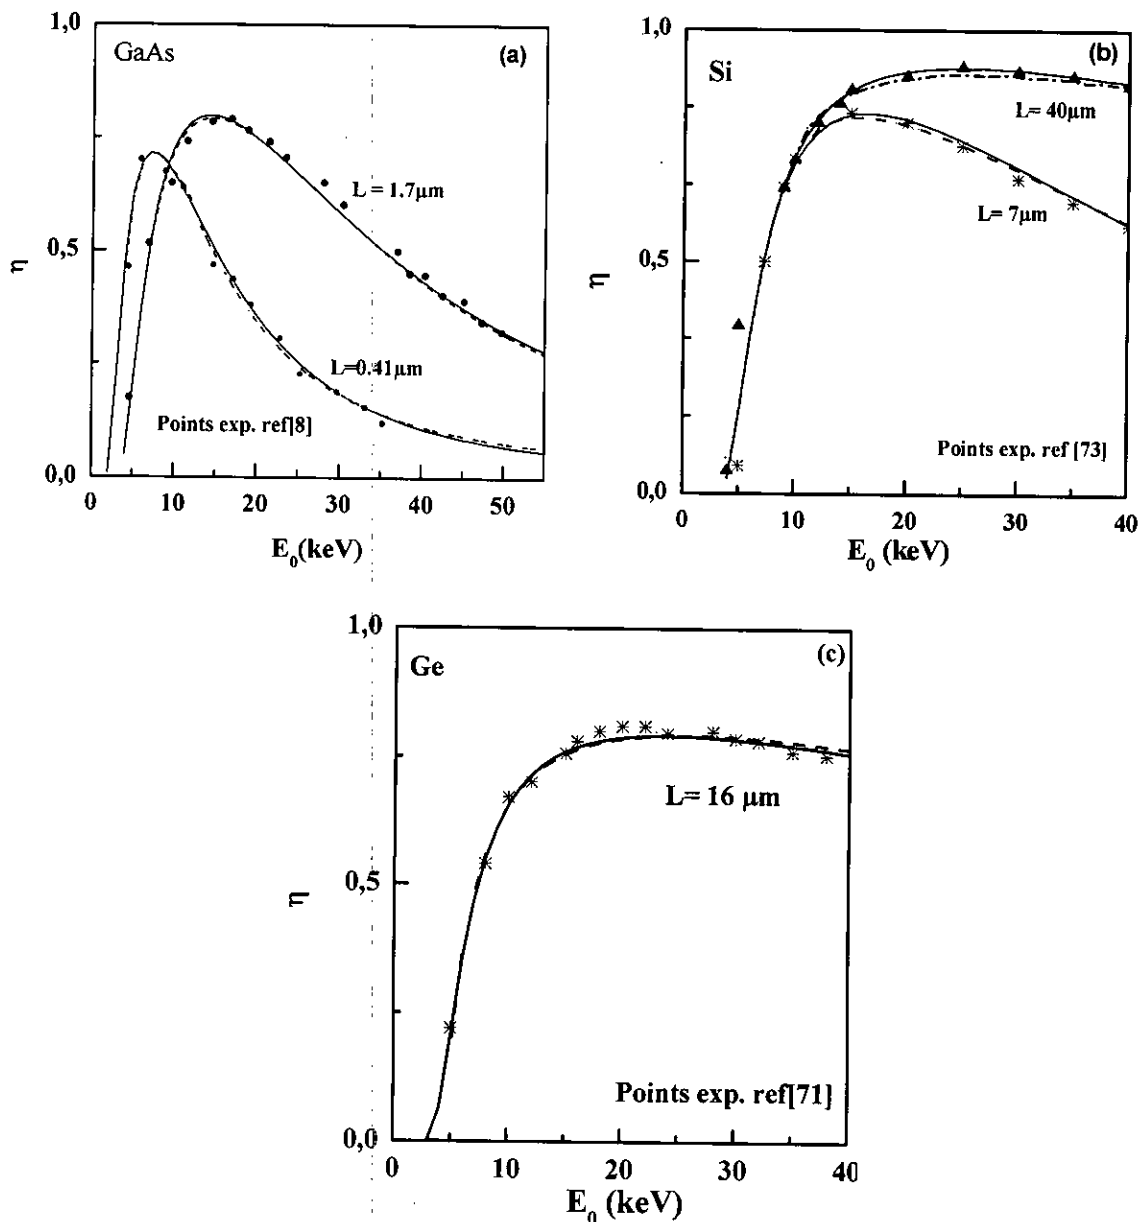 1,0
GaAs
(a)
L = 1.7µm
0,5
η
L=0.41µm
Points exp. ref[8]
0,0
0 10 20 30 40 50
E₀(keV)
1,0
Si
(b)
L= 40µm
L= 7µm
0,5
η
Points exp. ref [73]
0,0
0 10 20 30 40
E₀ (keV)
1,0
Ge
(c)
L= 16 µm
0,5
η
Points exp. ref[71]
0,0
0 10 20 30 40
E₀ (keV)